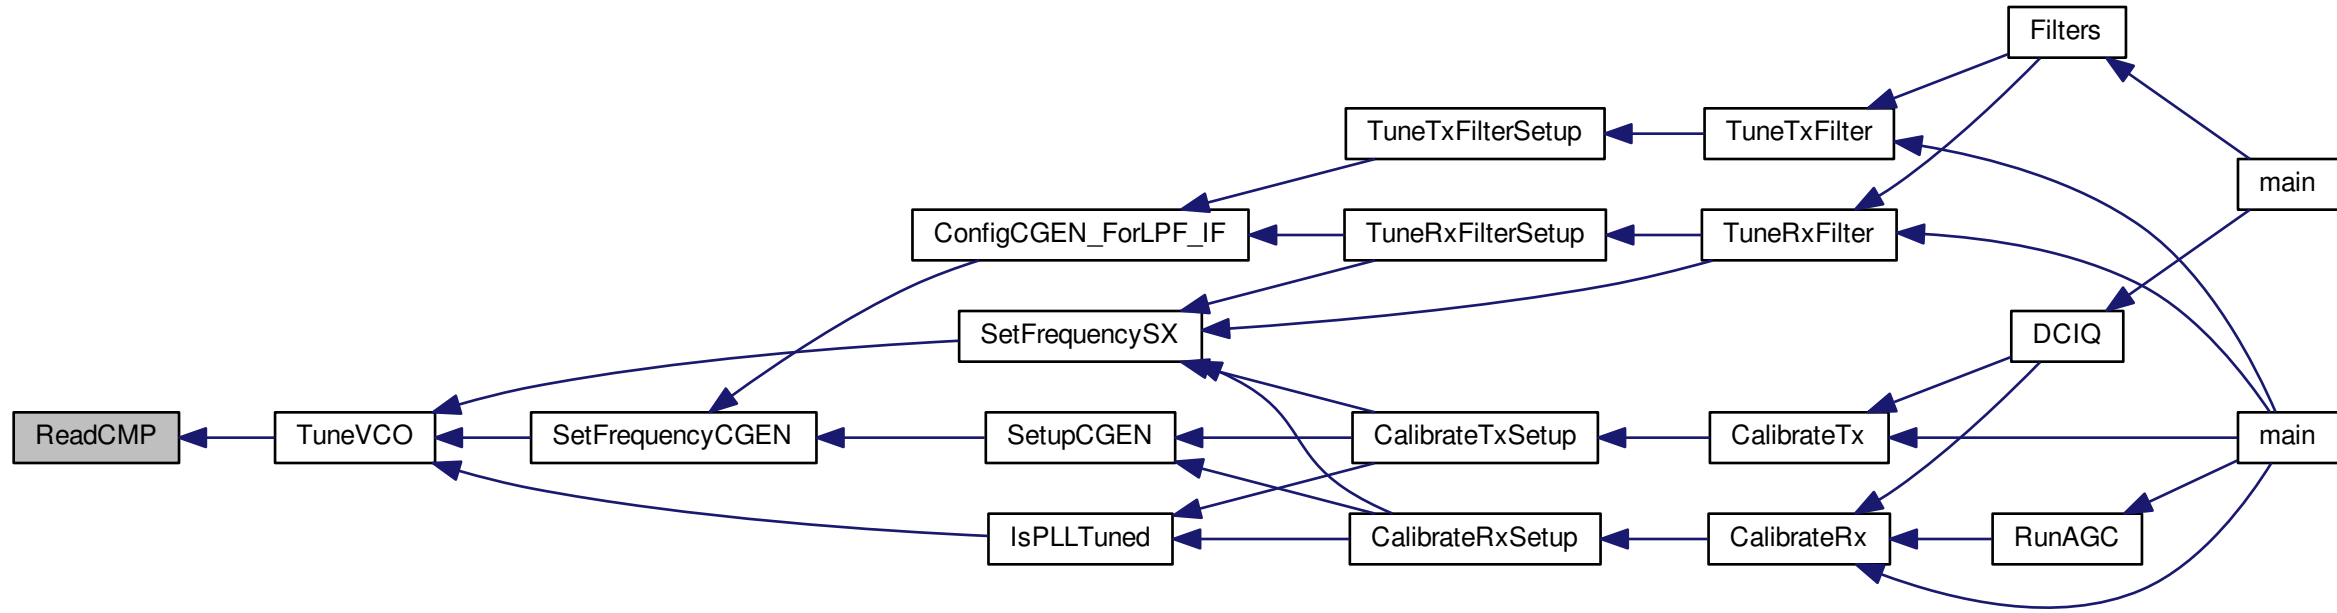 Filters
TuneTxFilterSetup
TuneTxFilter
main
ConfigCGEN_ForLPF_IF
TuneRxFilterSetup
TuneRxFilter
SetFrequencySX
DCIQ
ReadCMP
TuneVCO
SetFrequencyCGEN
SetupCGEN
CalibrateTxSetup
CalibrateTx
main
IsPLLTuned
CalibrateRxSetup
CalibrateRx
RunAGC